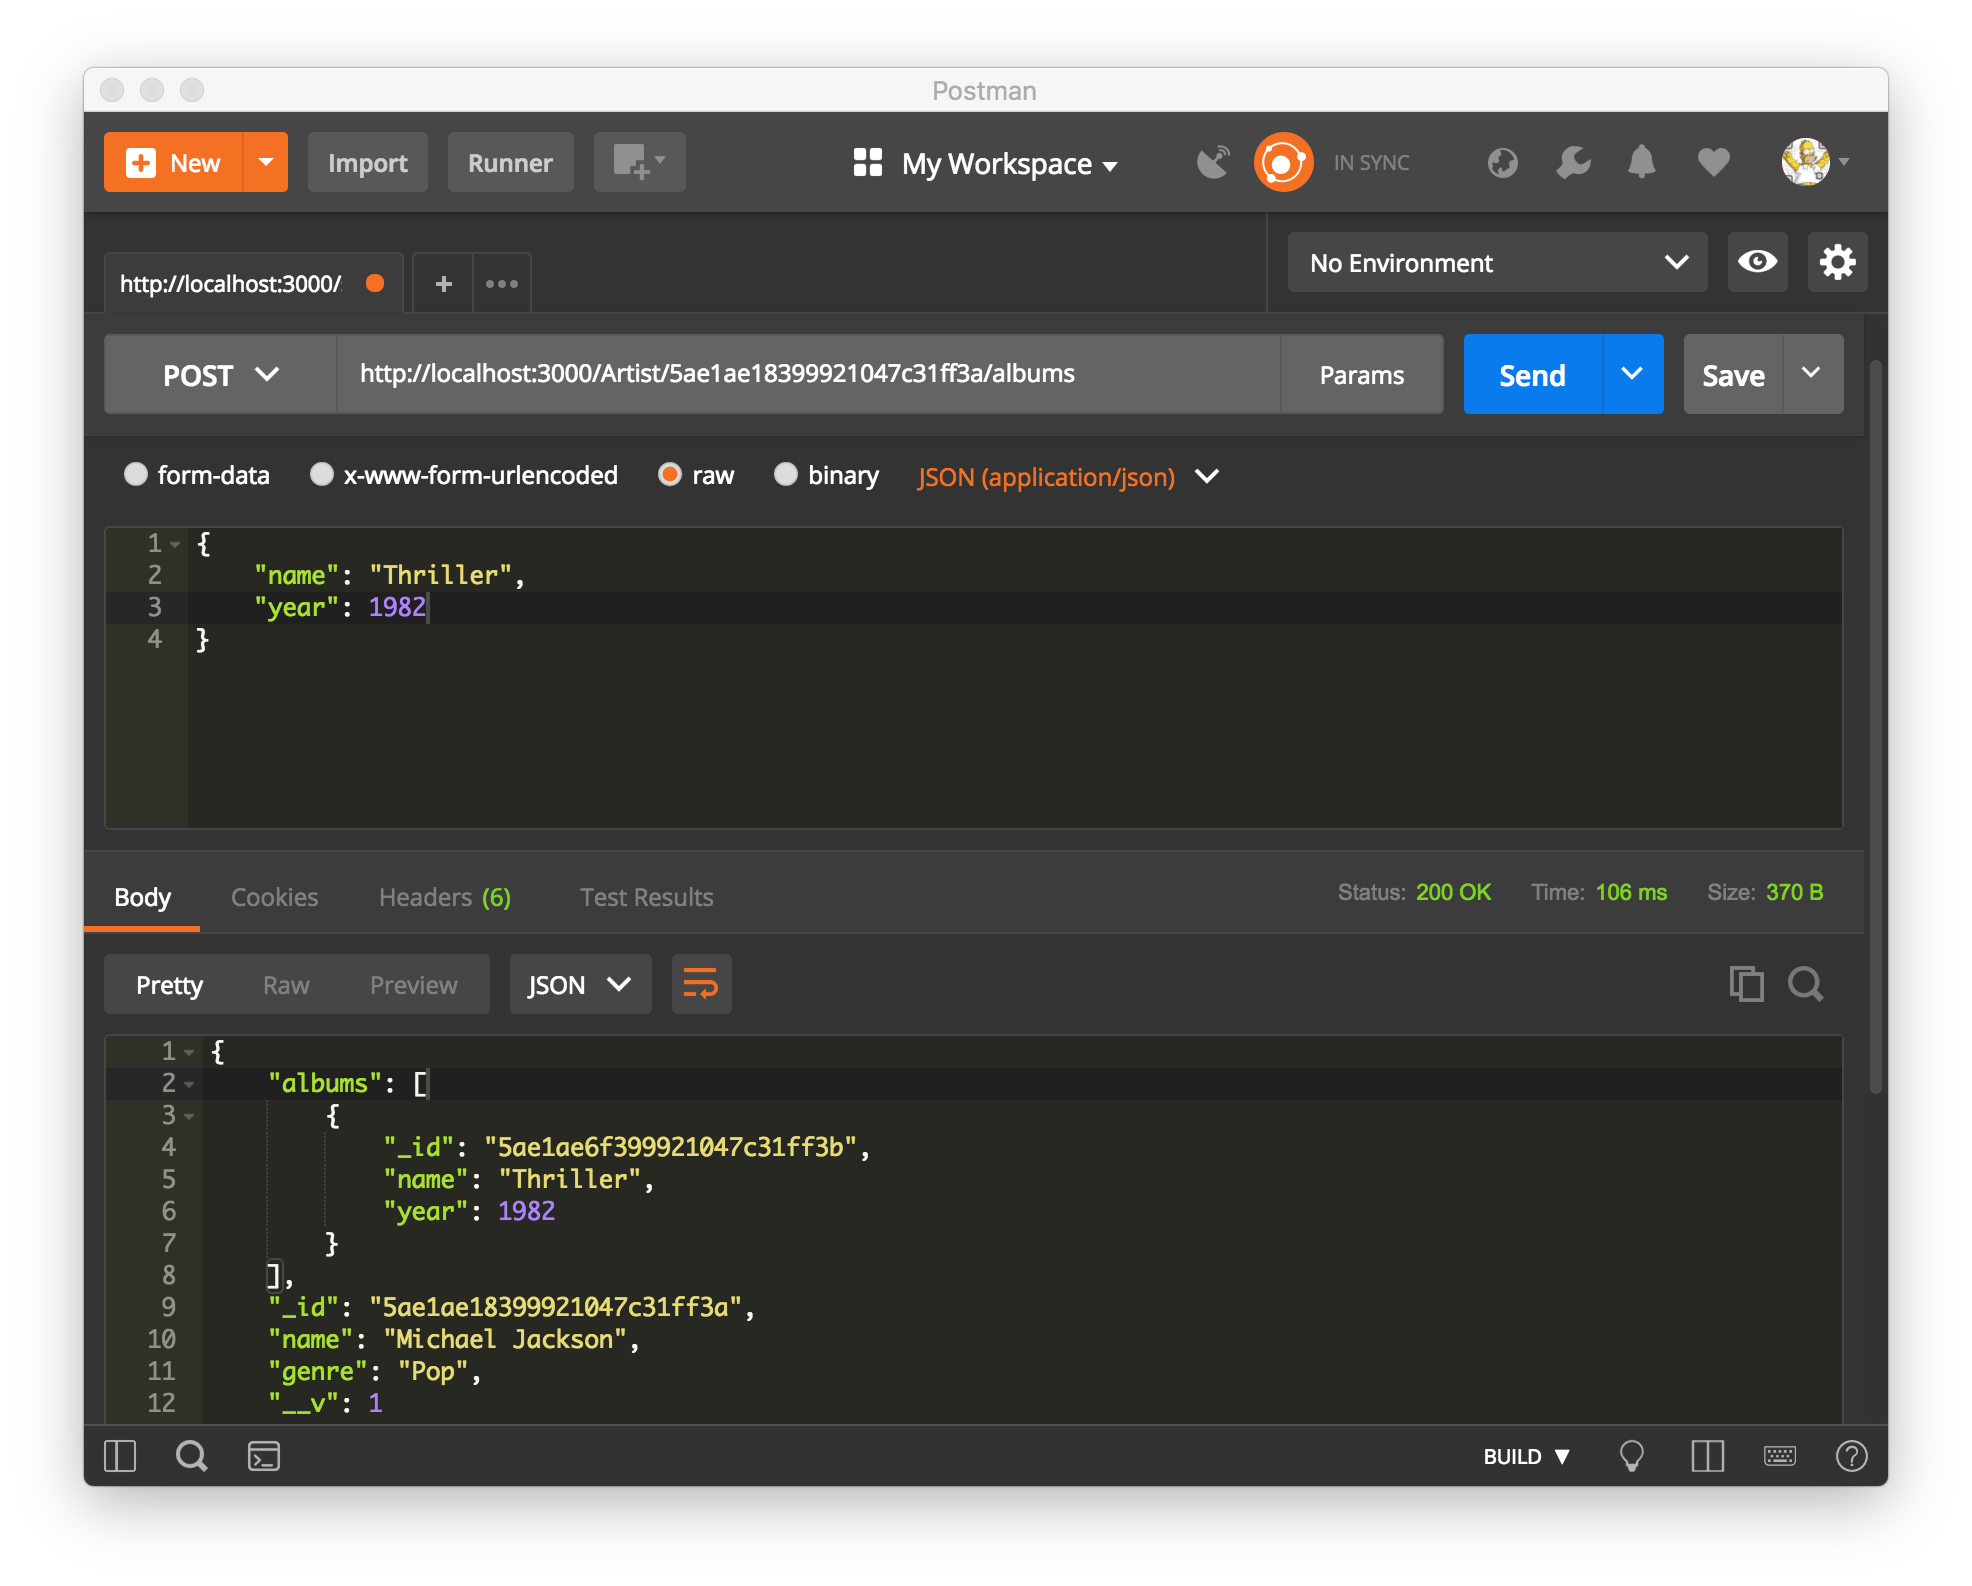 Postman
New Import Runner My Workspace IN SYNC
http://localhost:3000/ + ••• No Environment
POST http://localhost:3000/Artist/5ae1ae18399921047c31ff3a/albums Params Send Save
form-data x-www-form-urlencoded raw binary JSON (application/json)
1 {
2 "name": "Thriller",
3 "year": 1982
4 }
Body Cookies Headers (6) Test Results Status: 200 OK Time: 106 ms Size: 370 B
Pretty Raw Preview JSON
1 {
2 "albums": [
3 {
4 "_id": "5ae1ae6f399921047c31ff3b",
5 "name": "Thriller",
6 "year": 1982
7 }
8 ],
9 "_id": "5ae1ae18399921047c31ff3a",
10 "name": "Michael Jackson",
11 "genre": "Pop",
12 "__v": 1
BUILD ▼